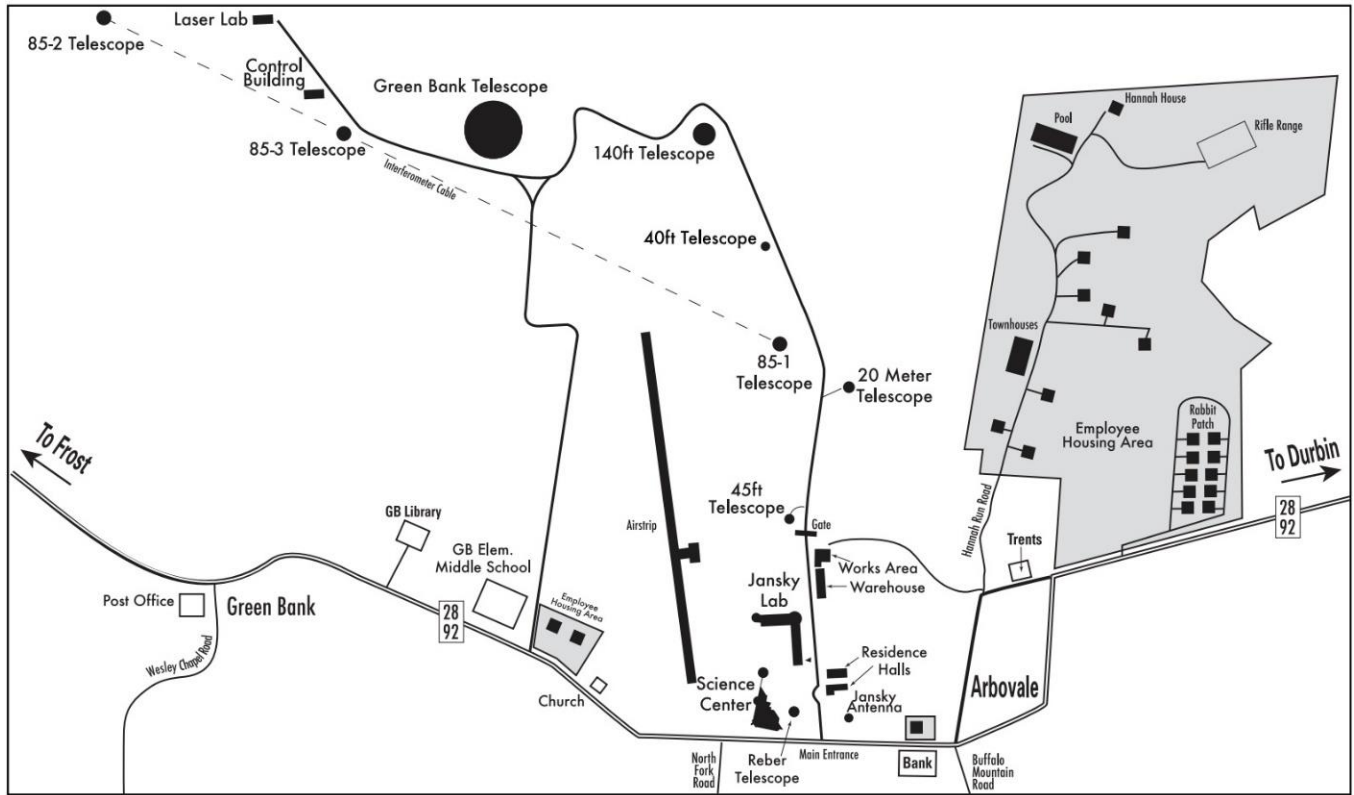 Laser Lab
85-2 Telescope
Control
Building
Green Bank Telescope
85-3 Telescope
Interferometer Cable
140ft Telescope
40ft Telescope
Hannah House
Pool
Rifle Range
Townhouses
85-1
Telescope
20 Meter
Telescope
Employee
Housing Area
Rabbit
Patch
To Frost
To Durbin
28
92
GB Library
GB Elem.
Middle School
Airstrip
45ft
Telescope
Gate
Hannah Run Road
Trents
Works Area
Warehouse
Jansky
Lab
Post Office
Green Bank
28
92
Employee
Housing Area
Wesley Chapel Road
Church
Science
Center
Residence
Halls
Jansky
Antenna
Arbovale
North
Fork
Road
Reber
Telescope
Main Entrance
Bank
Buffalo
Mountain
Road